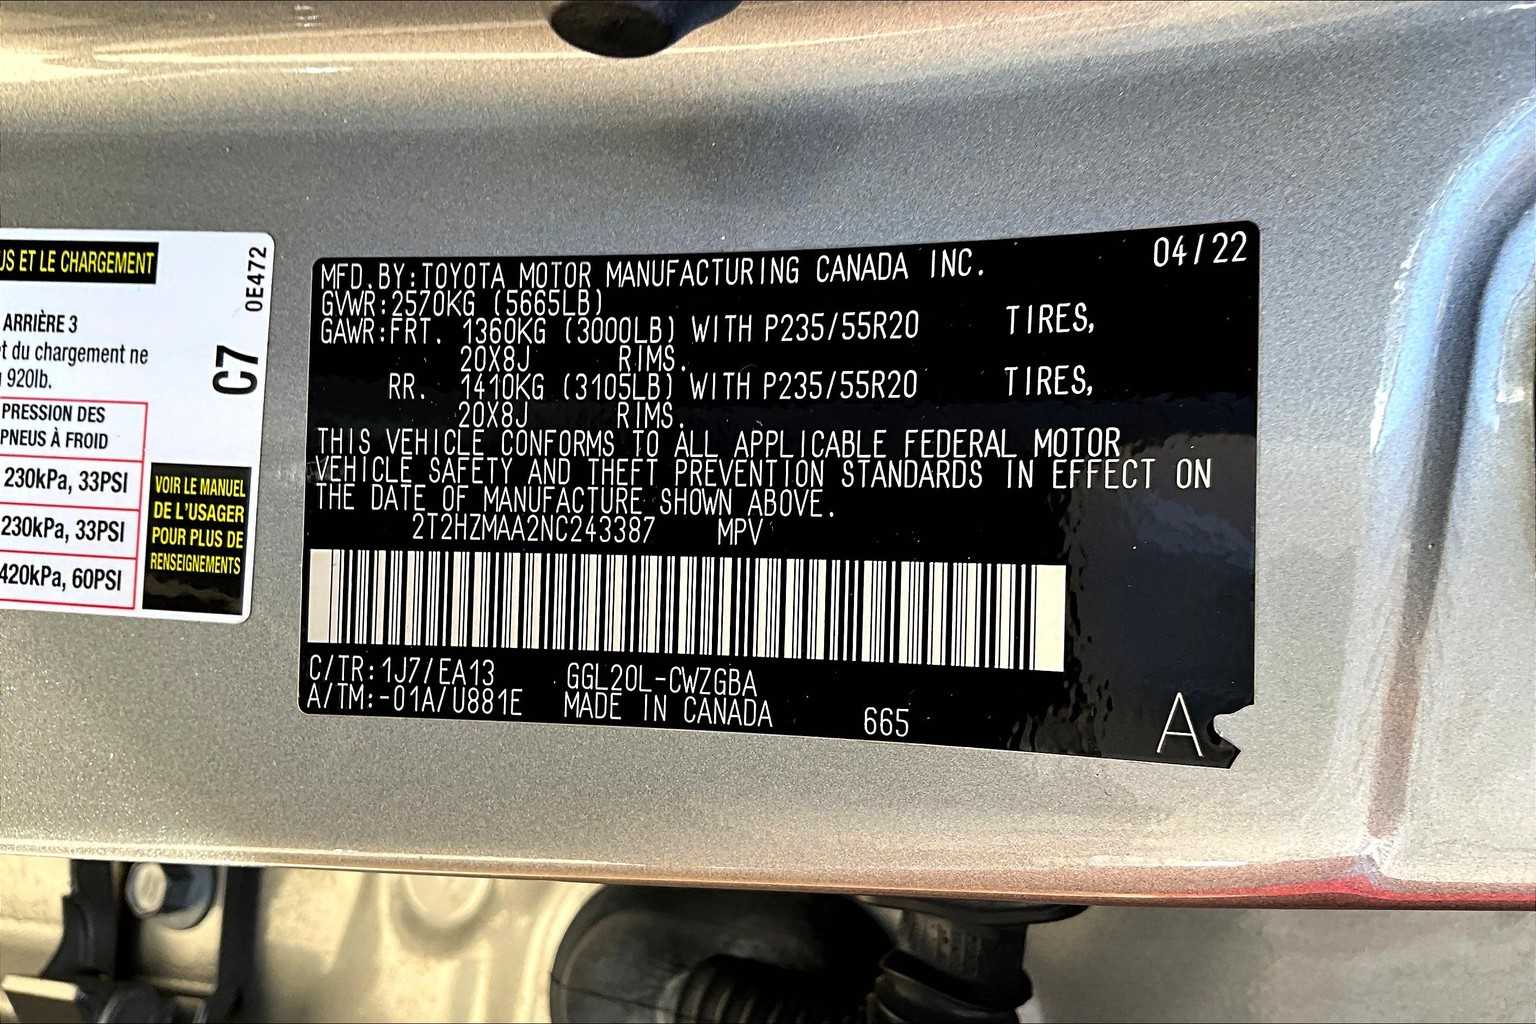 US ET LE CHARGEMENT
0E472
ARRIÈRE 3
et du chargement ne
920lb.
C7
PRESSION DES
PNEUS À FROID
230kPa, 33PSI
230kPa, 33PSI
420kPa, 60PSI
VOIR LE MANUEL
DE L'USAGER
POUR PLUS DE
RENSEIGNEMENTS
MFD.BY:TOYOTA MOTOR MANUFACTURING CANADA INC. 04/22
GVWR:2570KG (5665LB)
GAWR:FRT. 1360KG (3000LB) WITH P235/55R20 TIRES,
20X8J RIMS.
RR. 1410KG (3105LB) WITH P235/55R20 TIRES,
20X8J RIMS.
THIS VEHICLE CONFORMS TO ALL APPLICABLE FEDERAL MOTOR
VEHICLE SAFETY AND THEFT PREVENTION STANDARDS IN EFFECT ON
THE DATE OF MANUFACTURE SHOWN ABOVE.
2T2HZMAA2NC243387 MPV
C/TR:1J7/EA13 GGL20L-CWZGBA
A/TM:-01A/U881E MADE IN CANADA 665 A